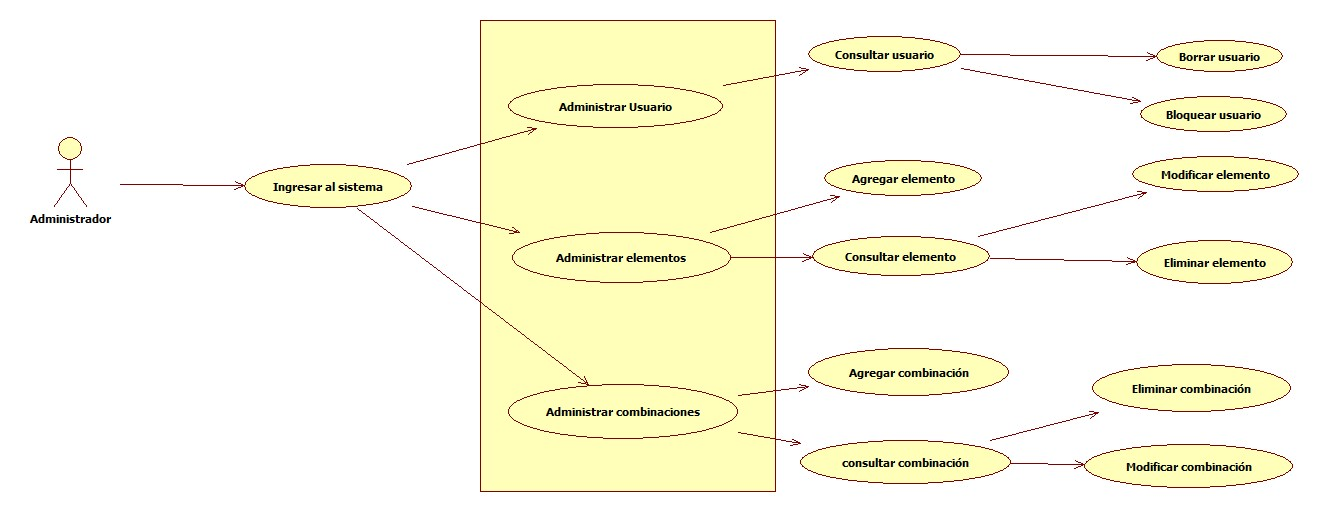 Administrador
Ingresar al sistema
Administrar Usuario
Administrar elementos
Administrar combinaciones
Consultar usuario
Borrar usuario
Bloquear usuario
Agregar elemento
Consultar elemento
Modificar elemento
Eliminar elemento
Agregar combinación
consultar combinación
Eliminar combinación
Modificar combinación